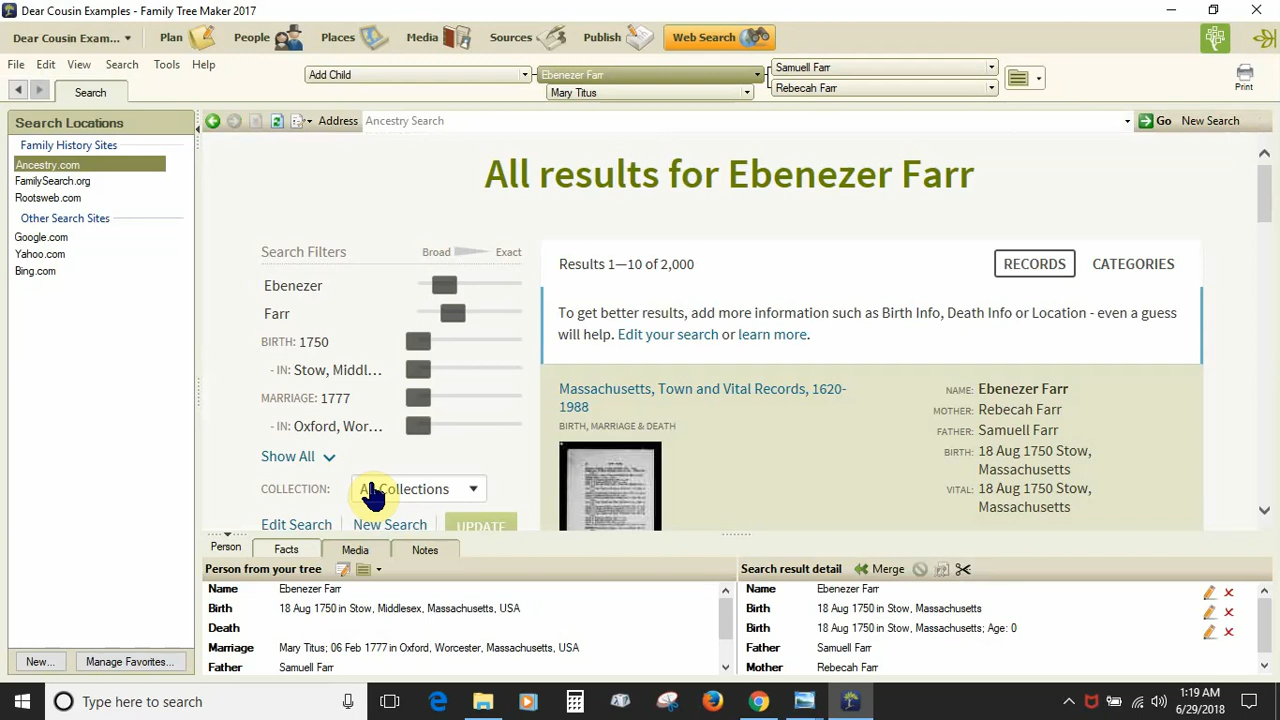 Dear Cousin Examples - Family Tree Maker 2017
Dear Cousin Exam...
Plan
People
Places
Media
Sources
Publish
Web Search
File Edit View Search Tools Help
Add Child
Ebenezer Farr
Mary Titus
Samuell Farr
Rebecah Farr
Print
Search
Search Locations
Family History Sites
Ancestry.com
FamilySearch.org
Rootsweb.com
Other Search Sites
Google.com
Yahoo.com
Bing.com
New...
Manage Favorites...
Address Ancestry Search
Go New Search
All results for Ebenezer Farr
Search Filters Broad Exact
Ebenezer
Farr
BIRTH: 1750
- IN: Stow, Middl...
MARRIAGE: 1777
- IN: Oxford, Wor...
Show All
COLLECTION: All Collections
Edit Search New Search UPDATE
Results 1—10 of 2,000
RECORDS CATEGORIES
To get better results, add more information such as Birth Info, Death Info or Location - even a guess
will help. Edit your search or learn more.
Massachusetts, Town and Vital Records, 1620-
1988
BIRTH, MARRIAGE & DEATH
NAME: Ebenezer Farr
MOTHER: Rebecah Farr
FATHER: Samuell Farr
BIRTH: 18 Aug 1750 Stow,
Massachusetts
VITAL: 18 Aug 1750 Stow,
Massachusetts
Person Facts Media Notes
Person from your tree
Name Ebenezer Farr
Birth 18 Aug 1750 in Stow, Middlesex, Massachusetts, USA
Death
Marriage Mary Titus; 06 Feb 1777 in Oxford, Worcester, Massachusetts, USA
Father Samuell Farr
Search result detail Merge
Name Ebenezer Farr
Birth 18 Aug 1750 in Stow, Massachusetts
Birth 18 Aug 1750 in Stow, Massachusetts; Age: 0
Father Samuell Farr
Mother Rebecah Farr
Type here to search
1:19 AM
6/29/2018